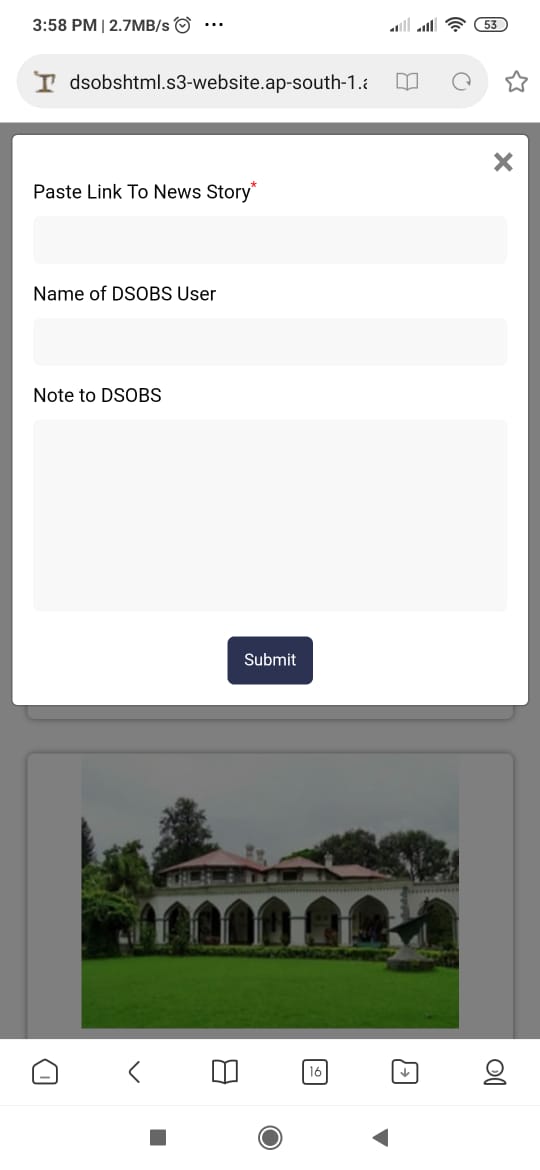 3:58 PM | 2.7MB/s ...
53
dsobshtml.s3-website.ap-south-1.a
Paste Link To News Story*
Name of DSOBS User
Note to DSOBS
Submit
16